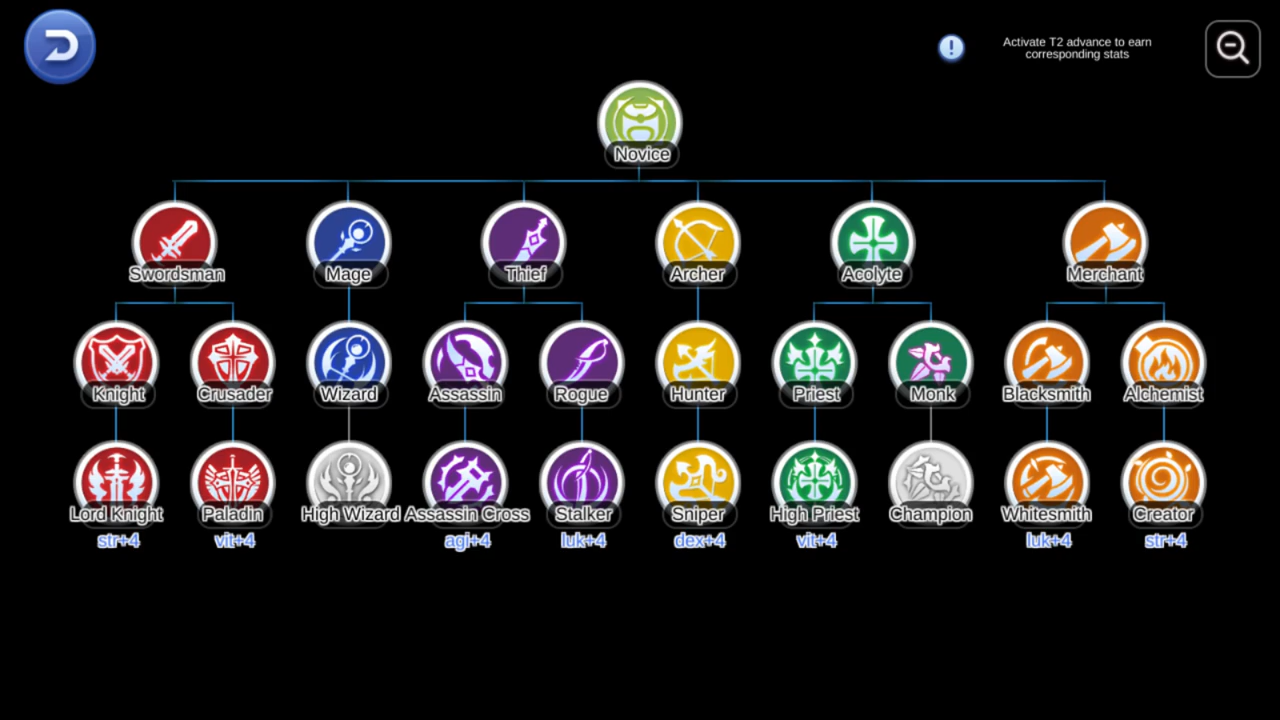 Activate T2 advance to earn
corresponding stats
Novice
Swordsman Mage Thief Archer Acolyte Merchant
Knight Crusader Wizard Assassin Rogue Hunter Priest Monk Blacksmith Alchemist
Lord Knight Paladin High Wizard Assassin Cross Stalker Sniper High Priest Champion Whitesmith Creator
str+4 vit+4 agi+4 luk+4 dex+4 vit+4 luk+4 str+4